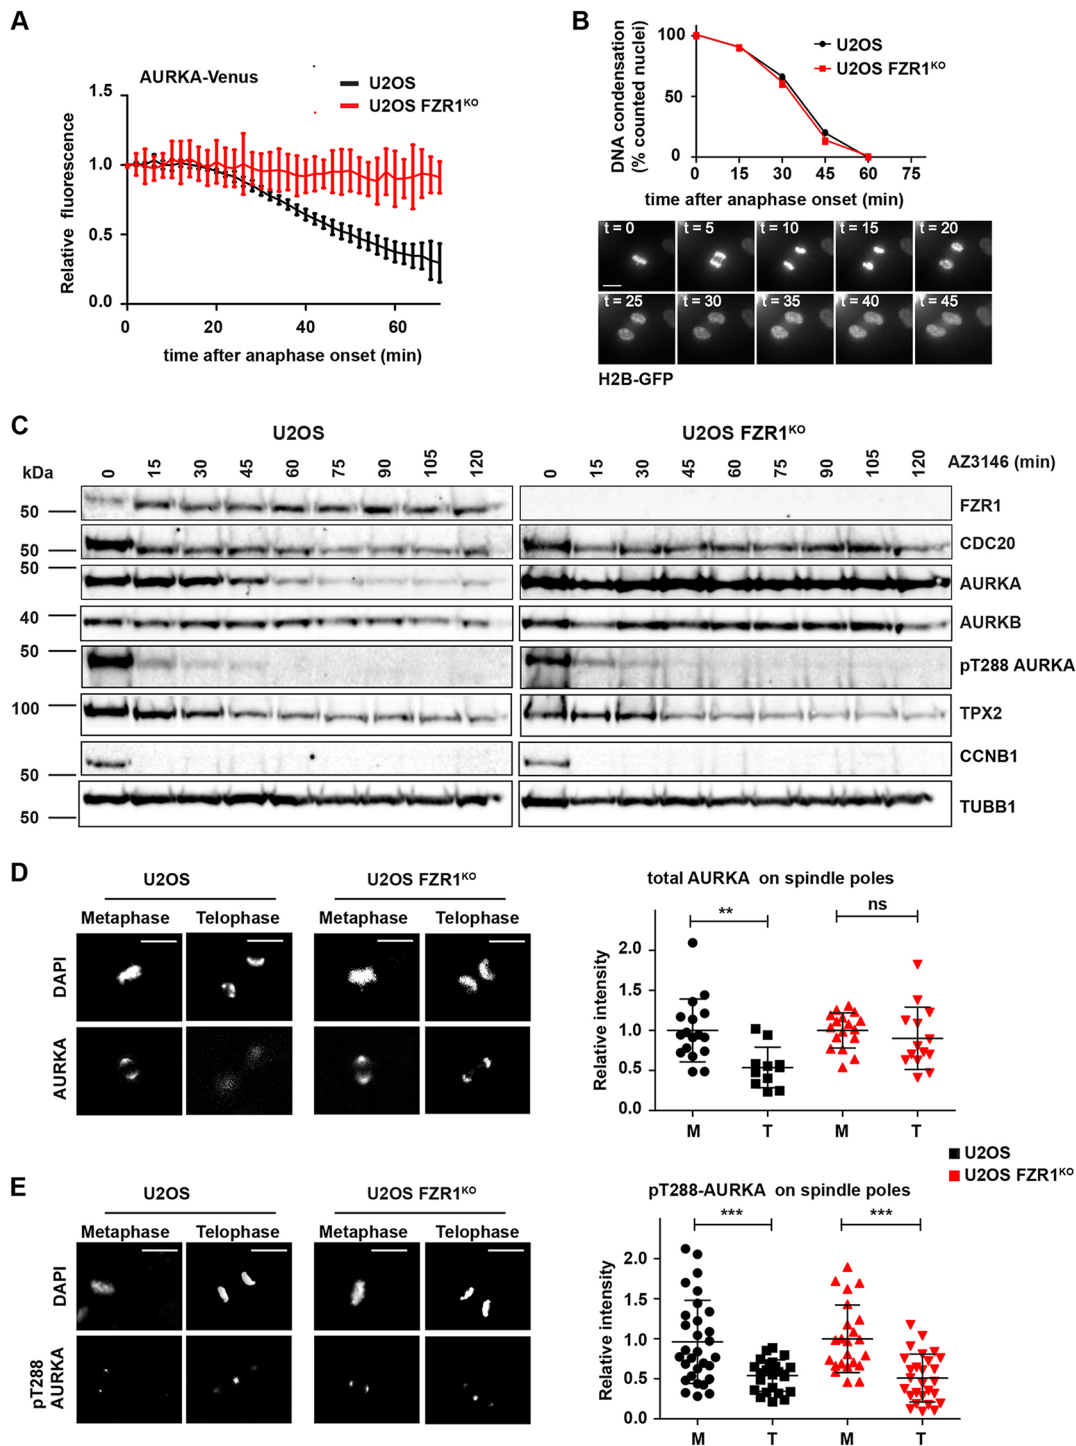 A
AURKA-Venus
U2OS
U2OS FZR1KO
Relative fluorescence
1.5
1.0
0.5
0.0
0 20 40 60
time after anaphase onset (min)
B
DNA condensation
(% counted nuclei)
100
50
0
U2OS
U2OS FZR1KO
0 15 30 45 60 75
time after anaphase onset (min)
t = 0 t = 5 t = 10 t = 15 t = 20
t = 25 t = 30 t = 35 t = 40 t = 45
H2B-GFP
C
U2OS U2OS FZR1KO
kDa 0 15 30 45 60 75 90 105 120 0 15 30 45 60 75 90 105 120 AZ3146 (min)
50 FZR1
50 CDC20
50 AURKA
40 AURKB
50 pT288 AURKA
100 TPX2
50 CCNB1
50 TUBB1
D
U2OS U2OS FZR1KO
Metaphase Telophase Metaphase Telophase
DAPI
AURKA
total AURKA on spindle poles
** ns
Relative intensity
2.0
1.5
1.0
0.5
0.0
M T M T
U2OS
U2OS FZR1KO
E
U2OS U2OS FZR1KO
Metaphase Telophase Metaphase Telophase
DAPI
pT288
AURKA
pT288-AURKA on spindle poles
*** ***
Relative intensity
2.0
1.5
1.0
0.5
0.0
M T M T